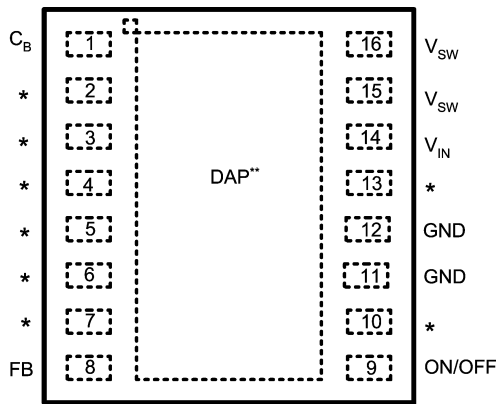 C_B 1 16 V_SW
* 2 15 V_SW
* 3 14 V_IN
* 4 DAP** 13 *
* 5 12 GND
* 6 11 GND
* 7 10 *
FB 8 9 ON/OFF